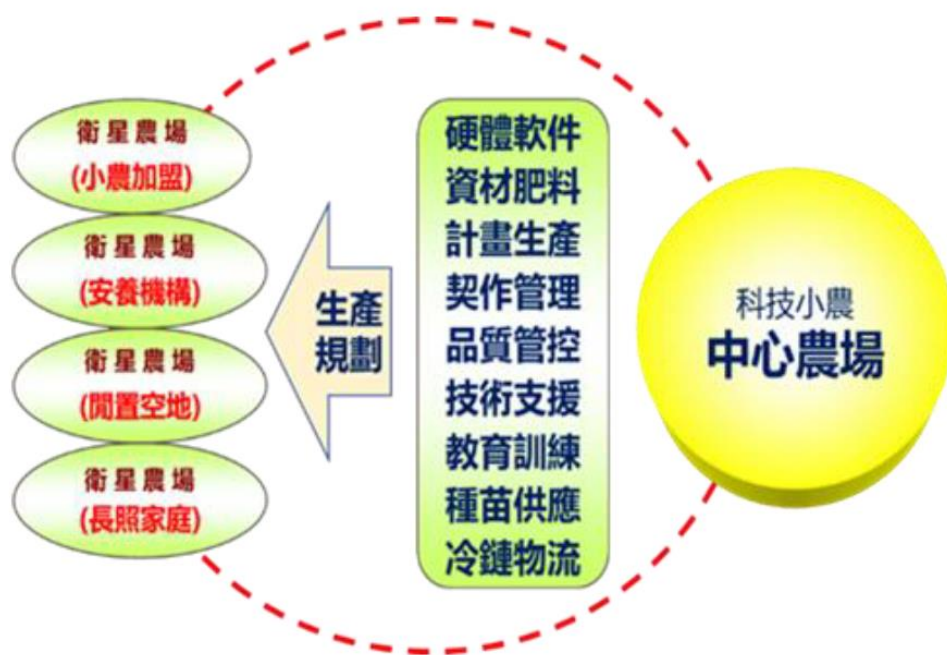 衛星農場
(小農加盟)
衛星農場
(安養機構)
衛星農場
(閒置空地)
衛星農場
(長照家庭)
生產
規劃
硬體軟件
資材肥料
計畫生產
契作管理
品質管控
技術支援
教育訓練
種苗供應
冷鏈物流
科技小農
中心農場